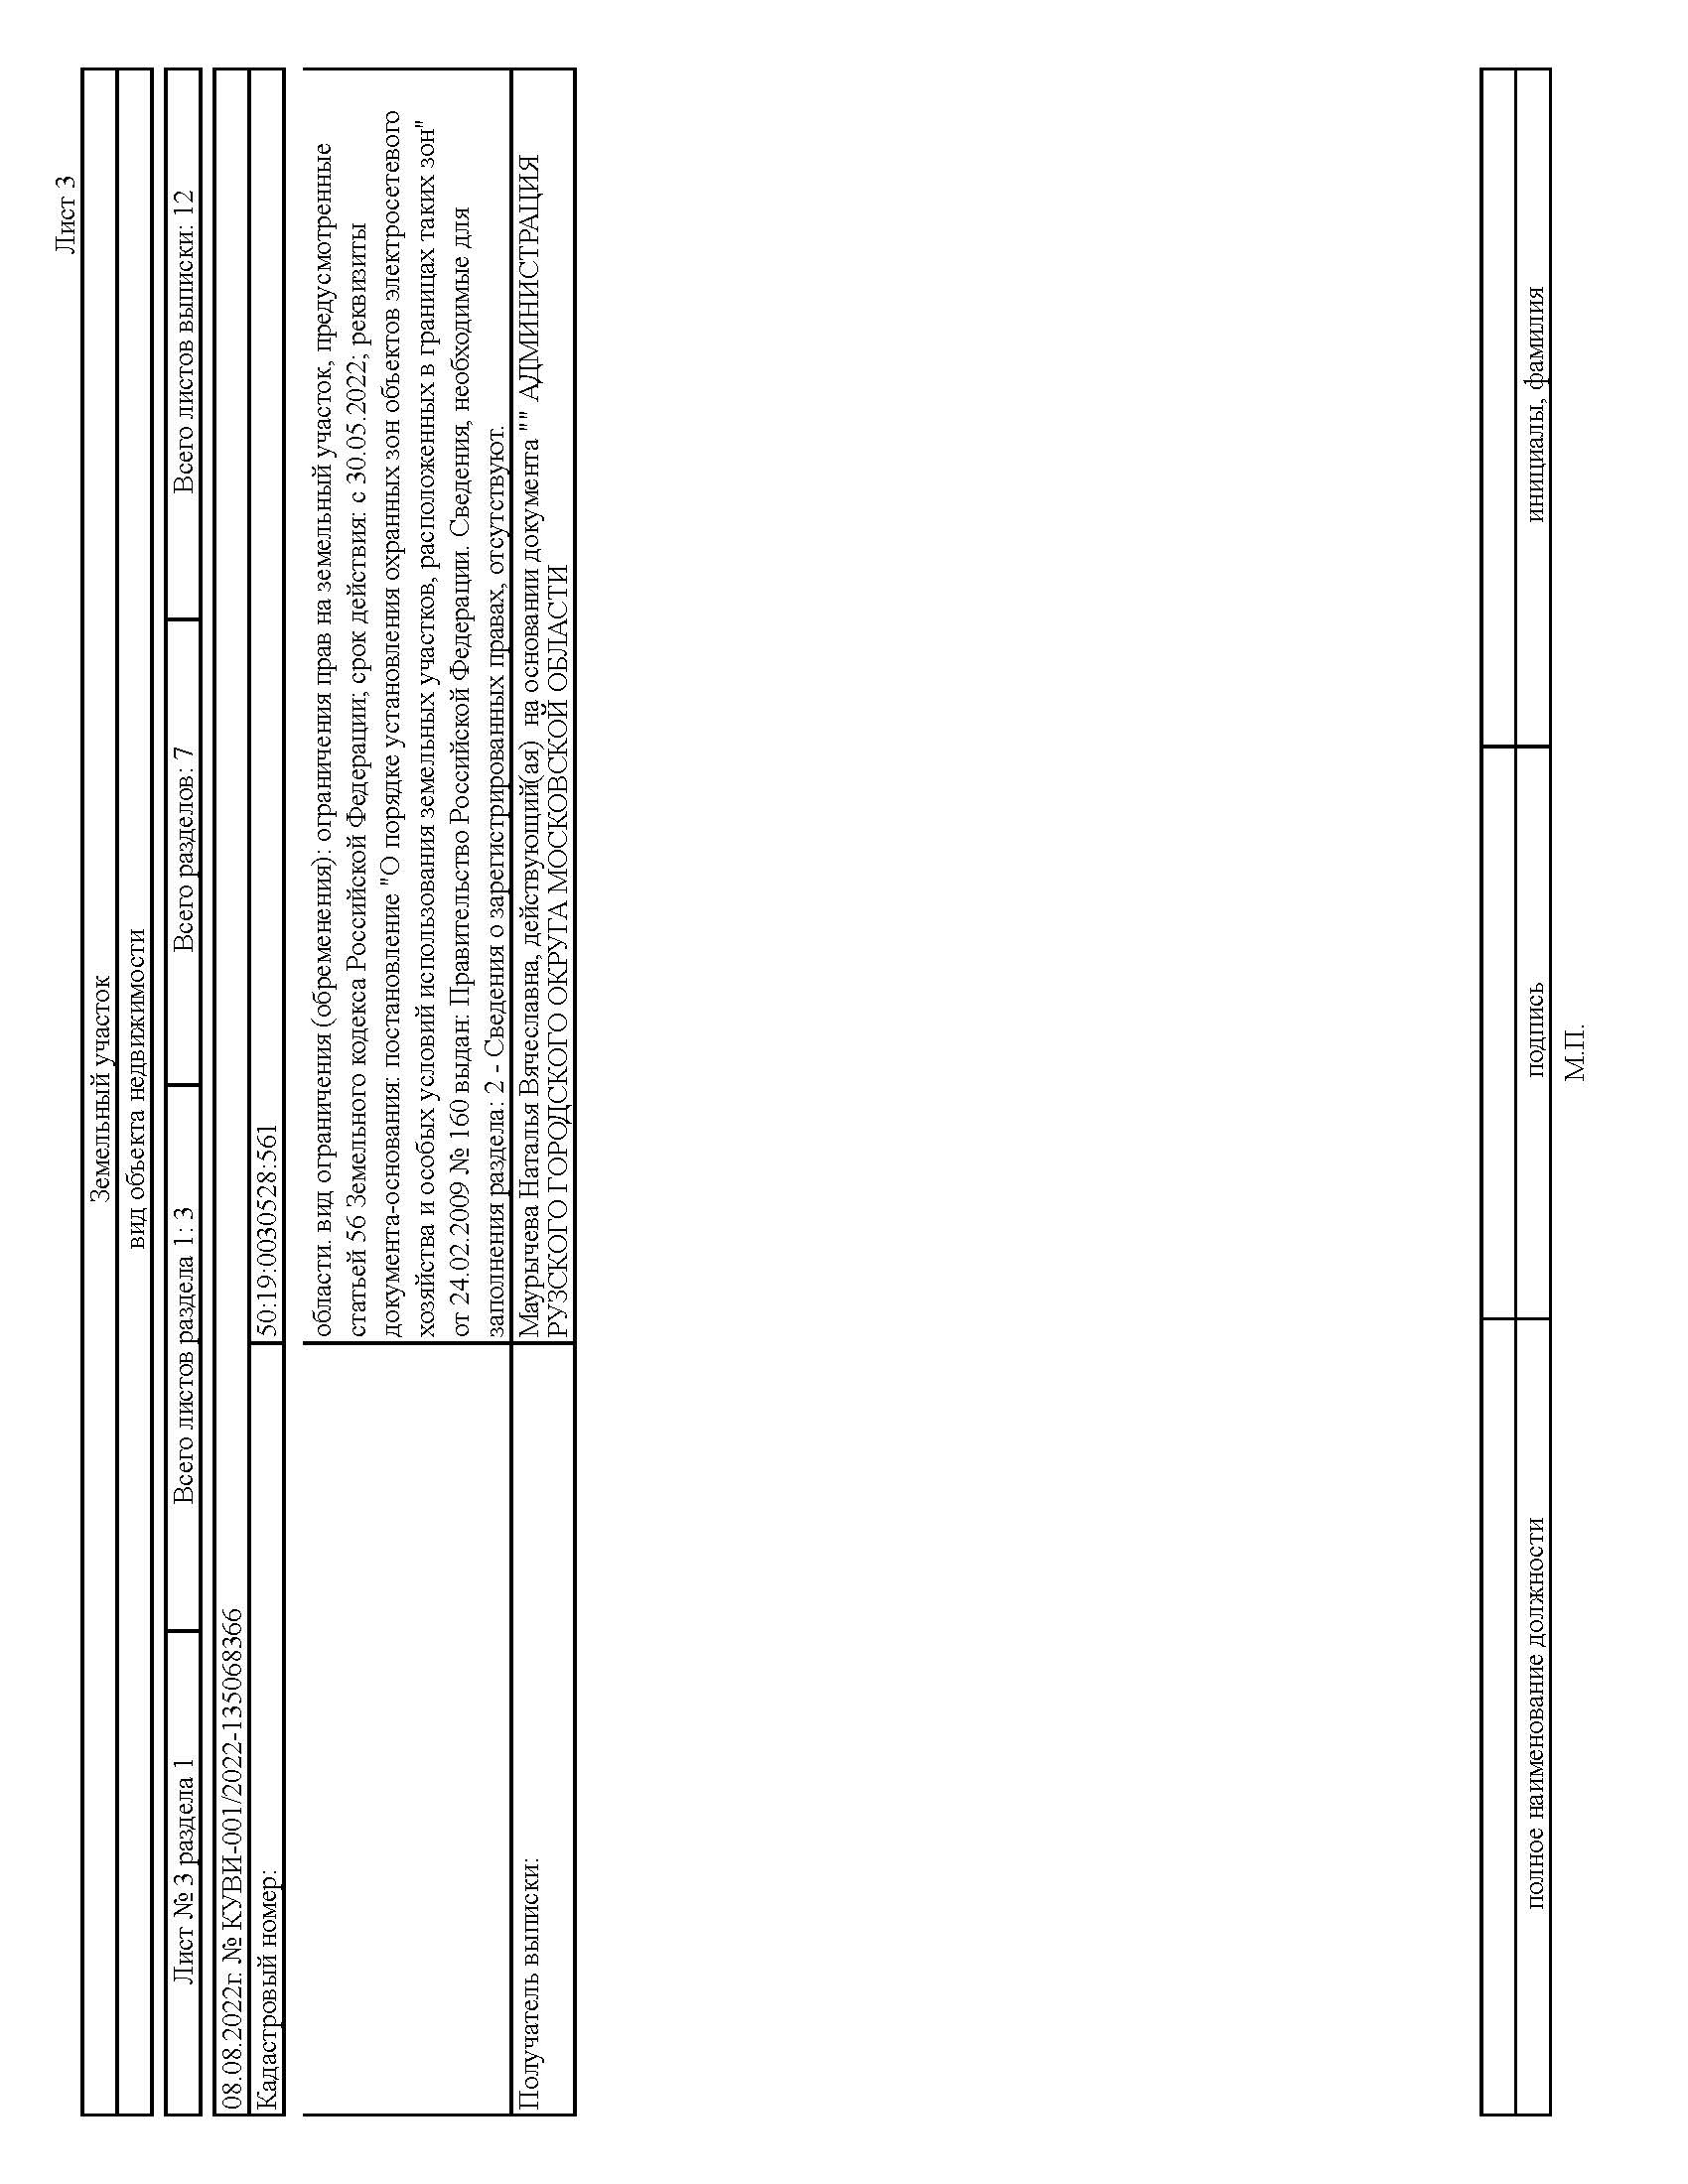 Лист 3
Земельный участок
вид объекта недвижимости
Лист № 3 раздела 1
Всего листов раздела 1: 3
Всего разделов: 7
Всего листов выписки: 12
08.08.2022г. № КУВИ-001/2022-135068366
Кадастровый номер:
50:19:0030528:561
области. вид ограничения (обременения): ограничения прав на земельный участок, предусмотренные
статьей 56 Земельного кодекса Российской Федерации; срок действия: с 30.05.2022; реквизиты
документа-основания: постановление "О порядке установления охранных зон объектов электросетевого
хозяйства и особых условий использования земельных участков, расположенных в границах таких зон"
от 24.02.2009 № 160 выдан: Правительство Российской Федерации. Сведения, необходимые для
заполнения раздела: 2 - Сведения о зарегистрированных правах, отсутствуют.
Получатель выписки:
Маурычева Наталья Вячеславна, действующий(ая) на основании документа "" АДМИНИСТРАЦИЯ
РУЗСКОГО ГОРОДСКОГО ОКРУГА МОСКОВСКОЙ ОБЛАСТИ
полное наименование должности
подпись
инициалы, фамилия
М.П.